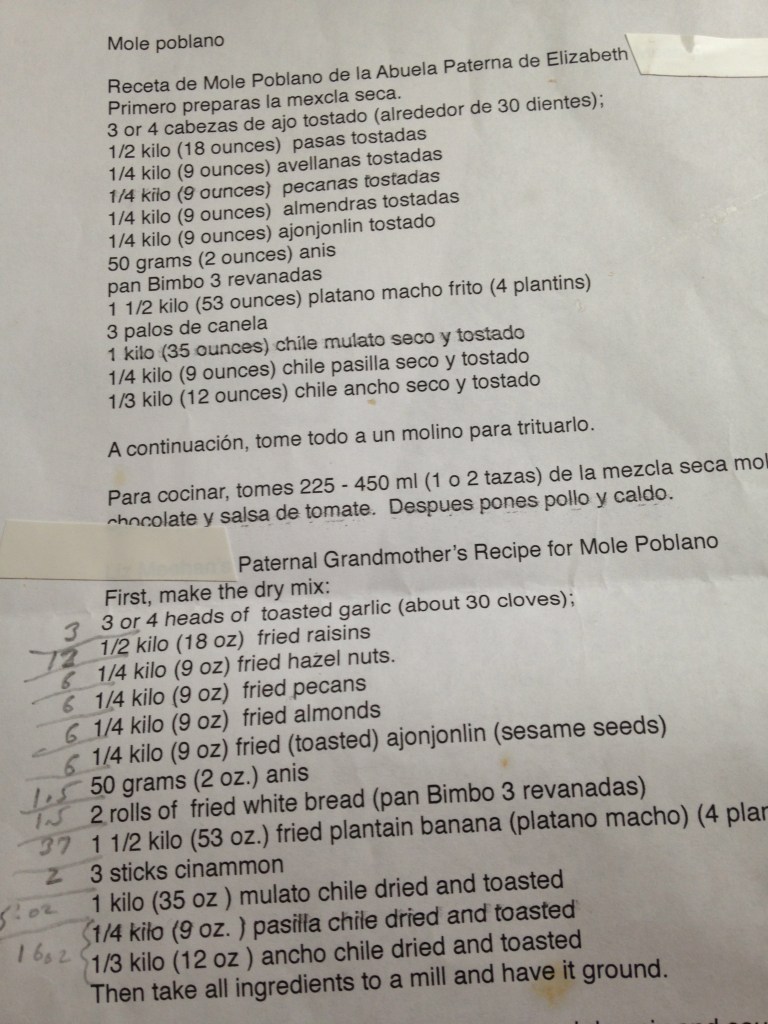 Mole poblano
Receta de Mole Poblano de la Abuela Paterna de Elizabeth
Primero preparas la mexcla seca.
3 or 4 cabezas de ajo tostado (alrededor de 30 dientes);
1/2 kilo (18 ounces) pasas tostadas
1/4 kilo (9 ounces) avellanas tostadas
1/4 kilo (9 ounces) pecanas tostadas
1/4 kilo (9 ounces) almendras tostadas
1/4 kilo (9 ounces) ajonjonlin tostado
50 grams (2 ounces) anis
pan Bimbo 3 revanadas
1 1/2 kilo (53 ounces) platano macho frito (4 plantins)
3 palos de canela
1 kilo (35 ounces) chile mulato seco y tostado
1/4 kilo (9 ounces) chile pasilla seco y tostado
1/3 kilo (12 ounces) chile ancho seco y tostado
A continuación, tome todo a un molino para trituarlo.
Para cocinar, tomes 225 - 450 ml (1 o 2 tazas) de la mezcla seca mol
chocolate y salsa de tomate. Despues pones pollo y caldo.
Paternal Grandmother's Recipe for Mole Poblano
First, make the dry mix:
3 3 or 4 heads of toasted garlic (about 30 cloves);
12 1/2 kilo (18 oz) fried raisins
6 1/4 kilo (9 oz) fried hazel nuts.
6 1/4 kilo (9 oz) fried pecans
6 1/4 kilo (9 oz) fried almonds
6 1/4 kilo (9 oz) fried (toasted) ajonjonlin (sesame seeds)
1.5 50 grams (2 oz.) anis
1.5 2 rolls of fried white bread (pan Bimbo 3 revanadas)
37 1 1/2 kilo (53 oz.) fried plantain banana (platano macho) (4 plan
2 3 sticks cinammon
1 kilo (35 oz ) mulato chile dried and toasted
1/4 kilo (9 oz. ) pasilla chile dried and toasted
16oz 1/3 kilo (12 oz ) ancho chile dried and toasted
Then take all ingredients to a mill and have it ground.